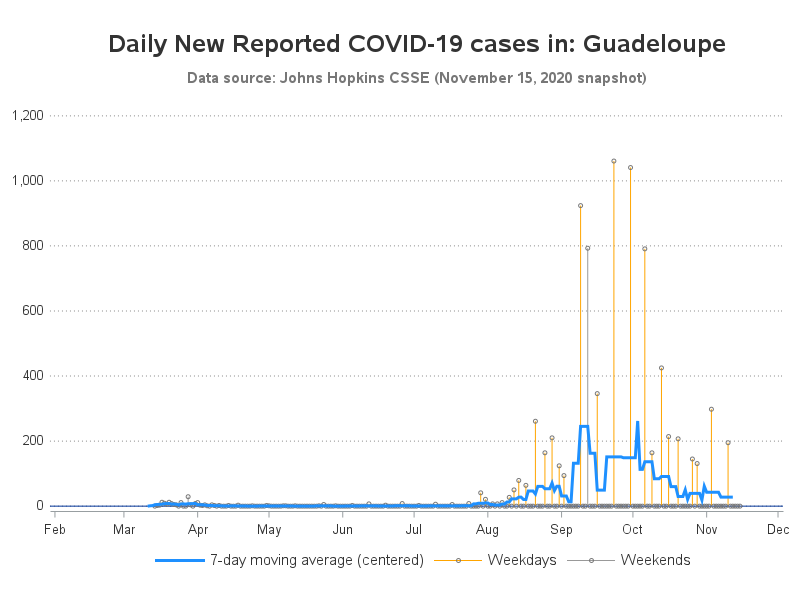 Daily New Reported COVID-19 cases in: Guadeloupe
Data source: Johns Hopkins CSSE (November 15, 2020 snapshot)
1,200
1,000
800
600
400
200
0
Feb Mar Apr May Jun Jul Aug Sep Oct Nov Dec
7-day moving average (centered) Weekdays Weekends